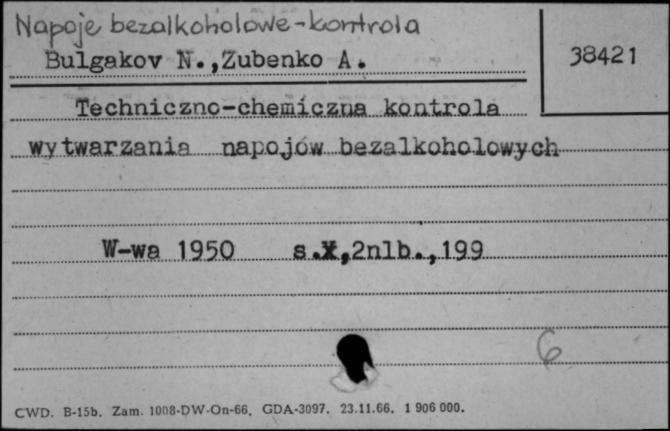 Napoje bezalkoholowe-kontrola
Bulgakov N.,Zubenko A.
38421
Techniczno-chemiczna kontrola
wytwarzania napojów bezalkoholowych
W-wa 1950 s.X,2nlb.,199
6
CWD. B-15b. Zam. 1008-DW-On-66. GDA-3097. 23.11.66. 1 906 000.